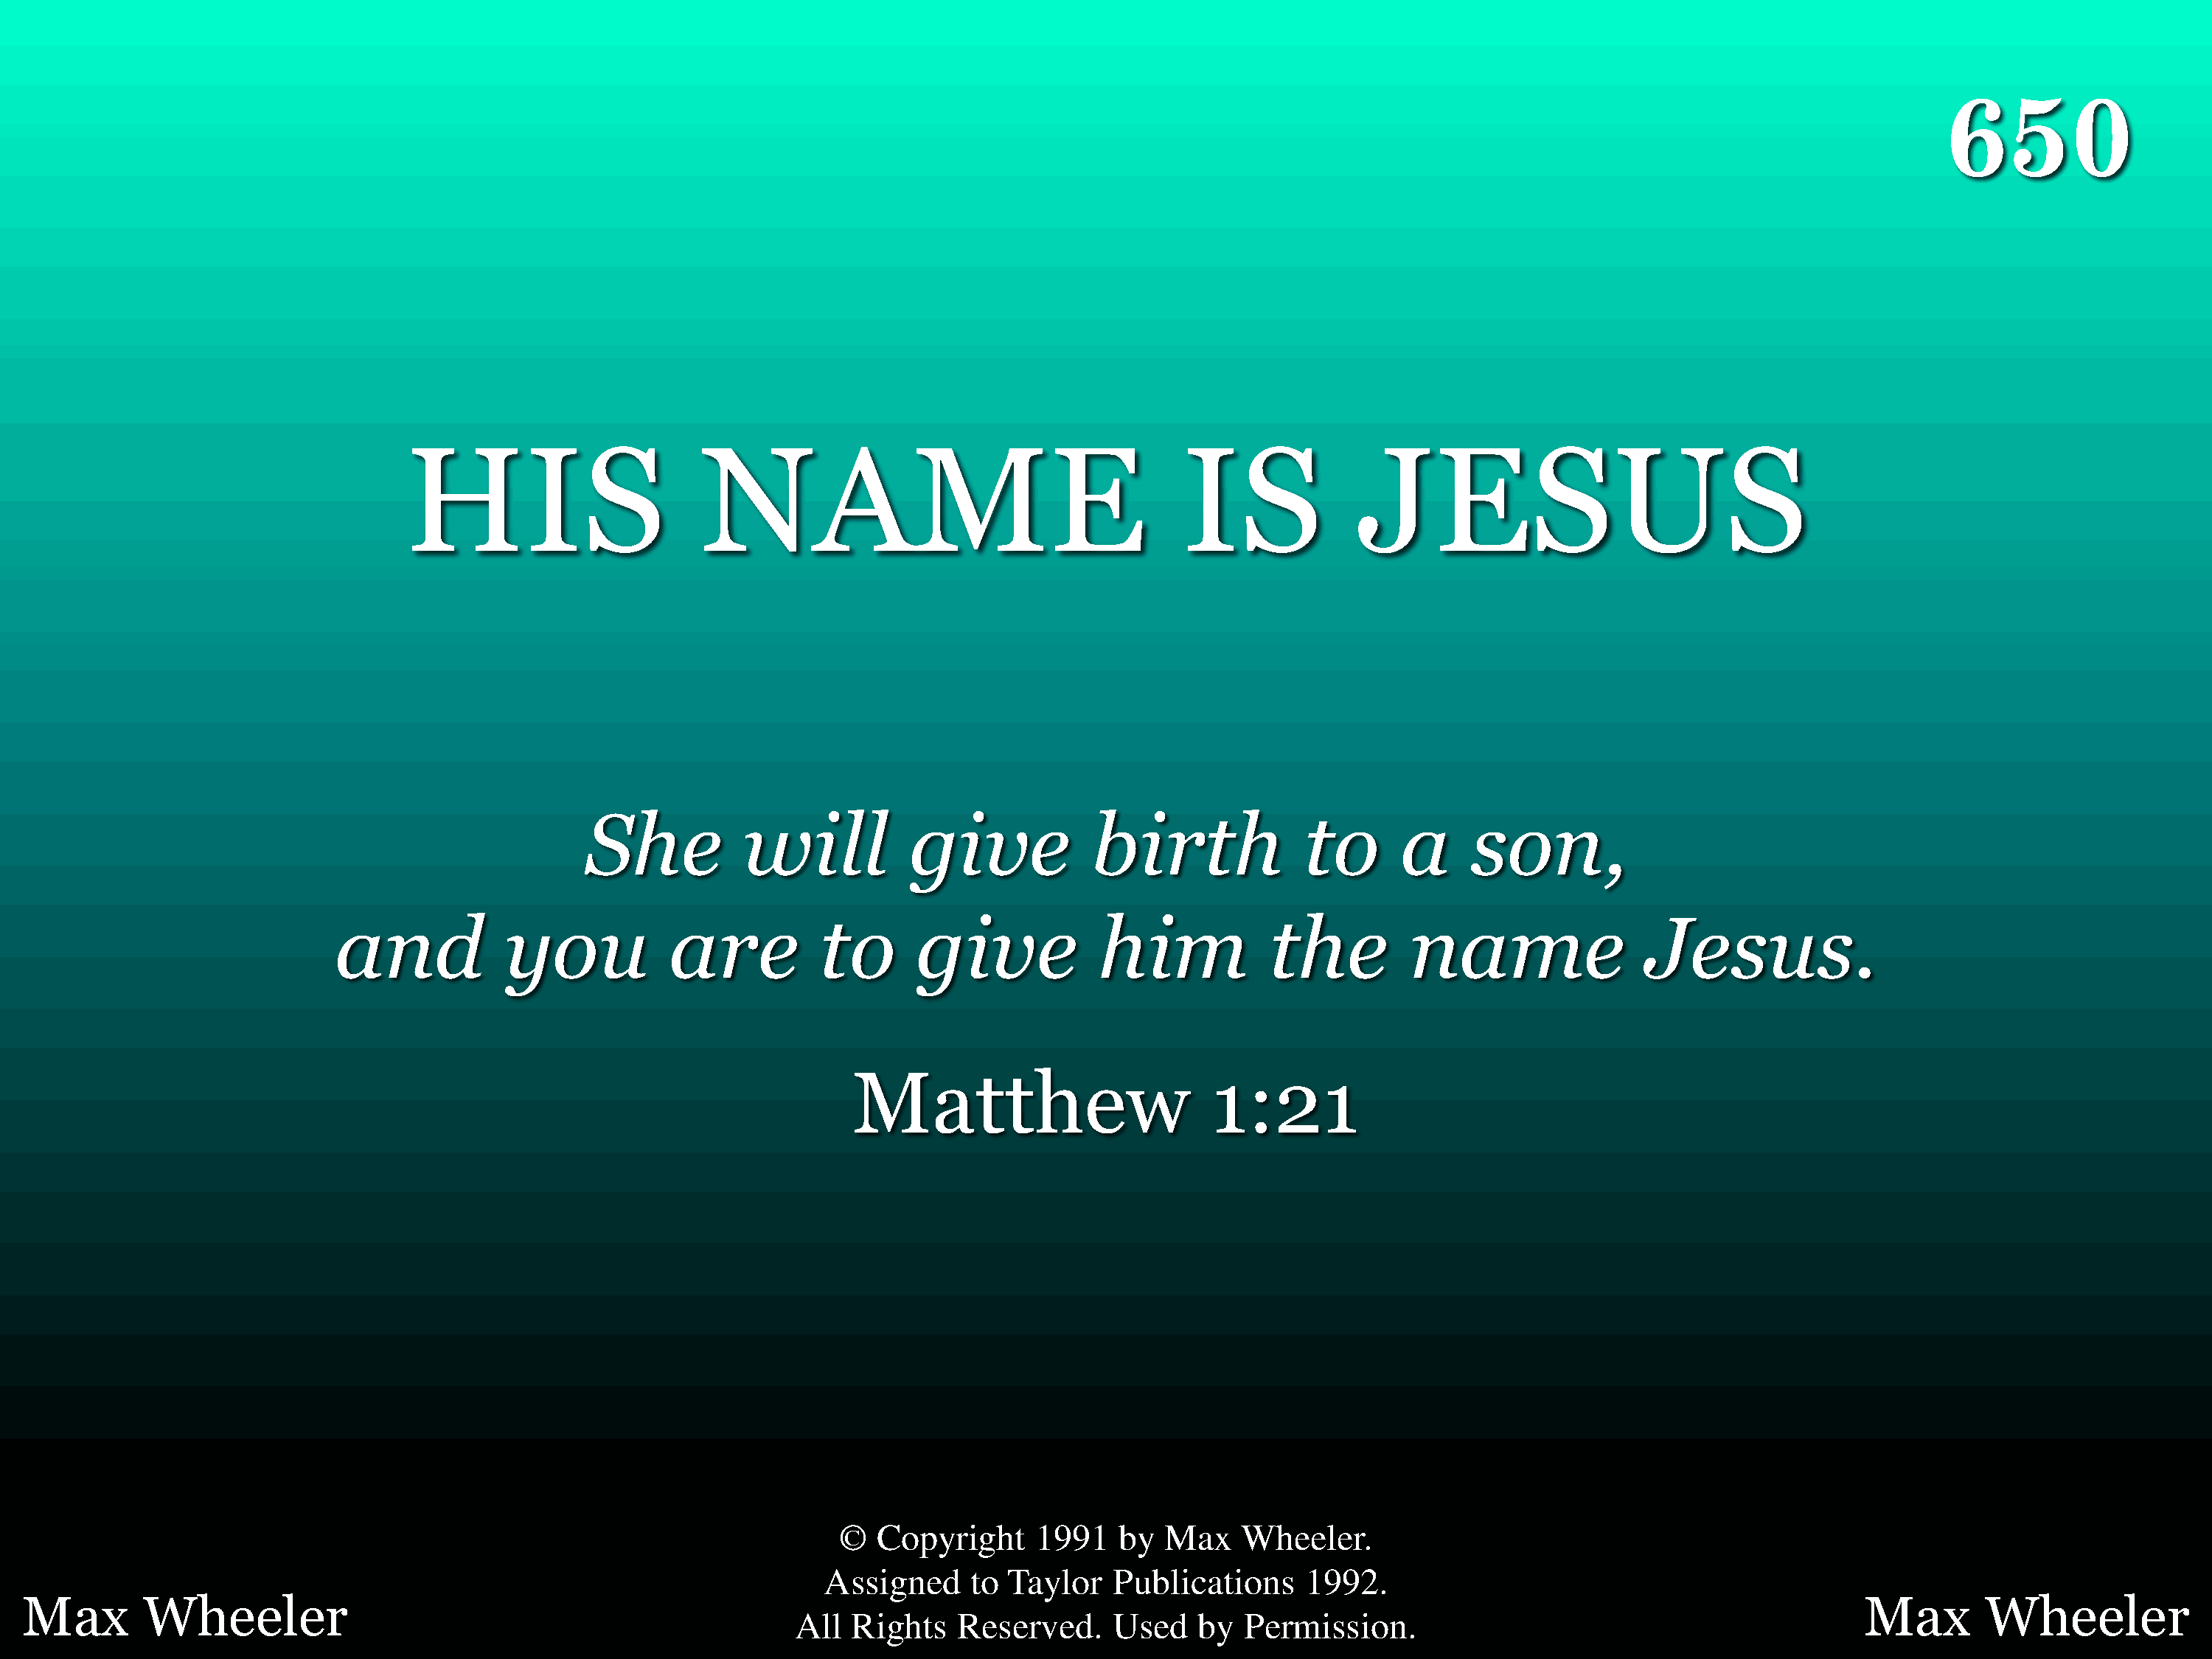 650
HIS NAME IS JESUS
She will give birth to a son,
and you are to give him the name Jesus.
Matthew 1:21
© Copyright 1991 by Max Wheeler.
Assigned to Taylor Publications 1992.
All Rights Reserved. Used by Permission.
Max Wheeler
Max Wheeler